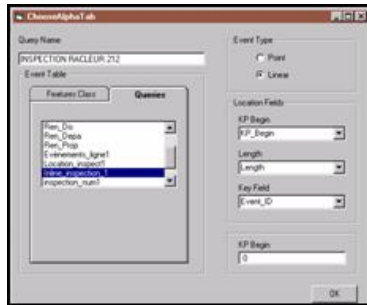 ChooseAlphaTab
Query Name
INSPECTION RACLEUR 212
Event Table
Features Class
Queries
Ren_Dis
Ren_Depa
Ren_Prop
Evènements_ligne1
Location_inspect1
Inline_inspection_1
inspection_num1
Event Type
Point
Linear
Location Fields
KP Begin
KP_Begin
Length
Length
Key Field
Event_ID
KP Begin
0
OK